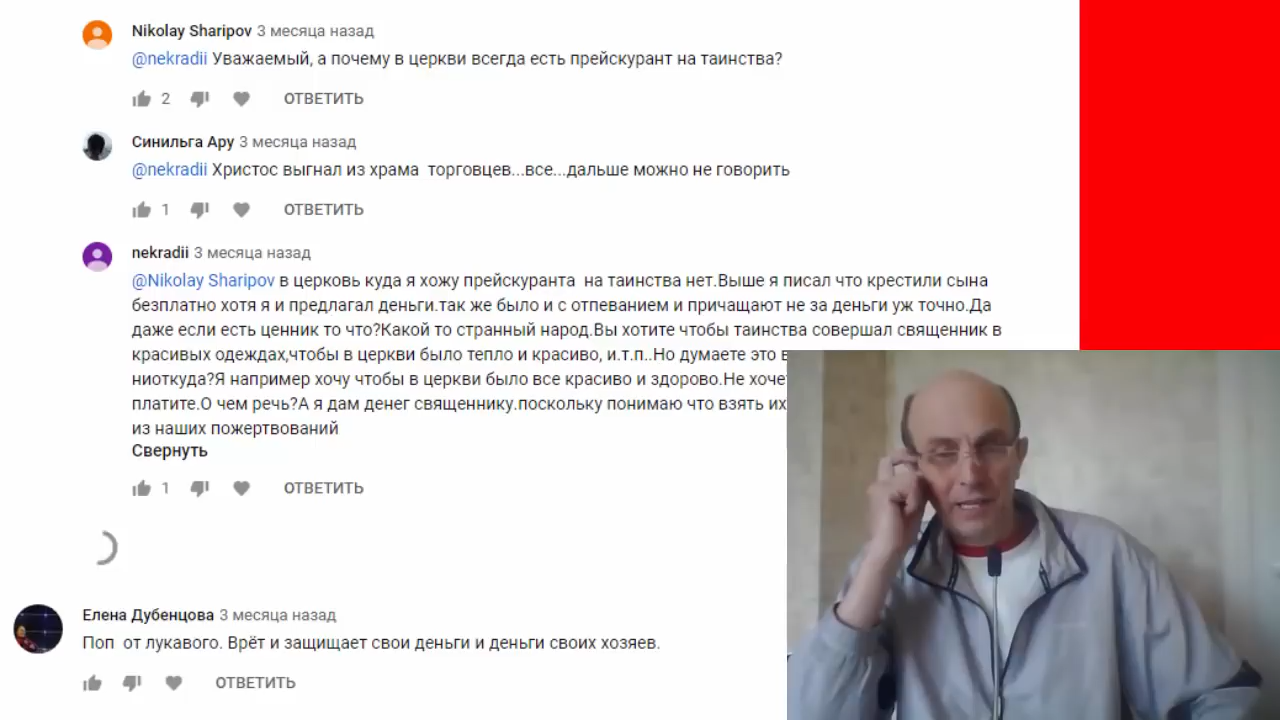 Nikolay Sharipov 3 месяца назад
@nekradii Уважаемый, а почему в церкви всегда есть прейскурант на таинства?
2 ОТВЕТИТЬ
Синильга Ару 3 месяца назад
@nekradii Христос выгнал из храма торговцев...все...дальше можно не говорить
1 ОТВЕТИТЬ
nekradii 3 месяца назад
@Nikolay Sharipov в церковь куда я хожу прейскуранта на таинства нет.Выше я писал что крестили сына
безплатно хотя я и предлагал деньги.так же было и с отпеванием и причащают не за деньги уж точно.Да
даже если есть ценник то что?Какой то странный народ.Вы хотите чтобы таинства совершал священник в
красивых одеждах,чтобы в церкви было тепло и красиво, и.т.п..Но думаете это
ниоткуда?Я например хочу чтобы в церкви было все красиво и здорово.Не
платите.О чем речь?А я дам денег священнику.поскольку понимаю что взять их
из наших пожертвований
Свернуть
1 ОТВЕТИТЬ
Елена Дубенцова 3 месяца назад
Поп от лукавого. Врёт и защищает свои деньги и деньги своих хозяев.
ОТВЕТИТЬ